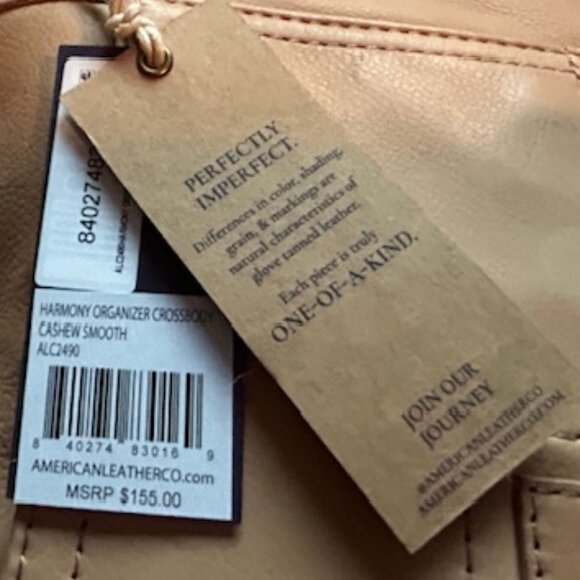 PERFECTLY
IMPERFECT.
Differences in color, shading,
grain, & markings are
natural characteristics of
glove tanned leather.
Each piece is truly
ONE-OF-A-KIND.
JOIN OUR
JOURNEY
@AMERICANLEATHERCO
AMERICANLEATHERCO.COM
HARMONY ORGANIZER CROSSBODY
CASHEW SMOOTH
ALC2490
8 40274 83016 9
AMERICANLEATHERCO.com
MSRP $155.00